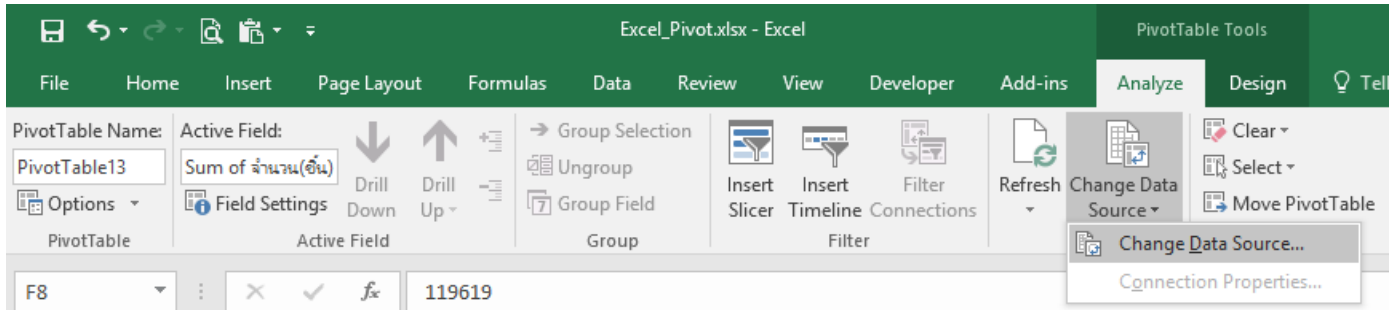 Excel_Pivot.xlsx - Excel
PivotTable Tools
File Home Insert Page Layout Formulas Data Review View Developer Add-ins Analyze Design Tell
PivotTable Name: Active Field:
PivotTable13 Sum of จำนวน(ชิ้น)
Options Field Settings
Drill Down
Drill Up
PivotTable Active Field
Group Selection
Ungroup
Group Field
Group
Insert Slicer
Insert Timeline
Filter Connections
Filter
Refresh
Change Data Source
Clear
Select
Move PivotTable
Change Data Source...
Connection Properties...
F8 fx 119619